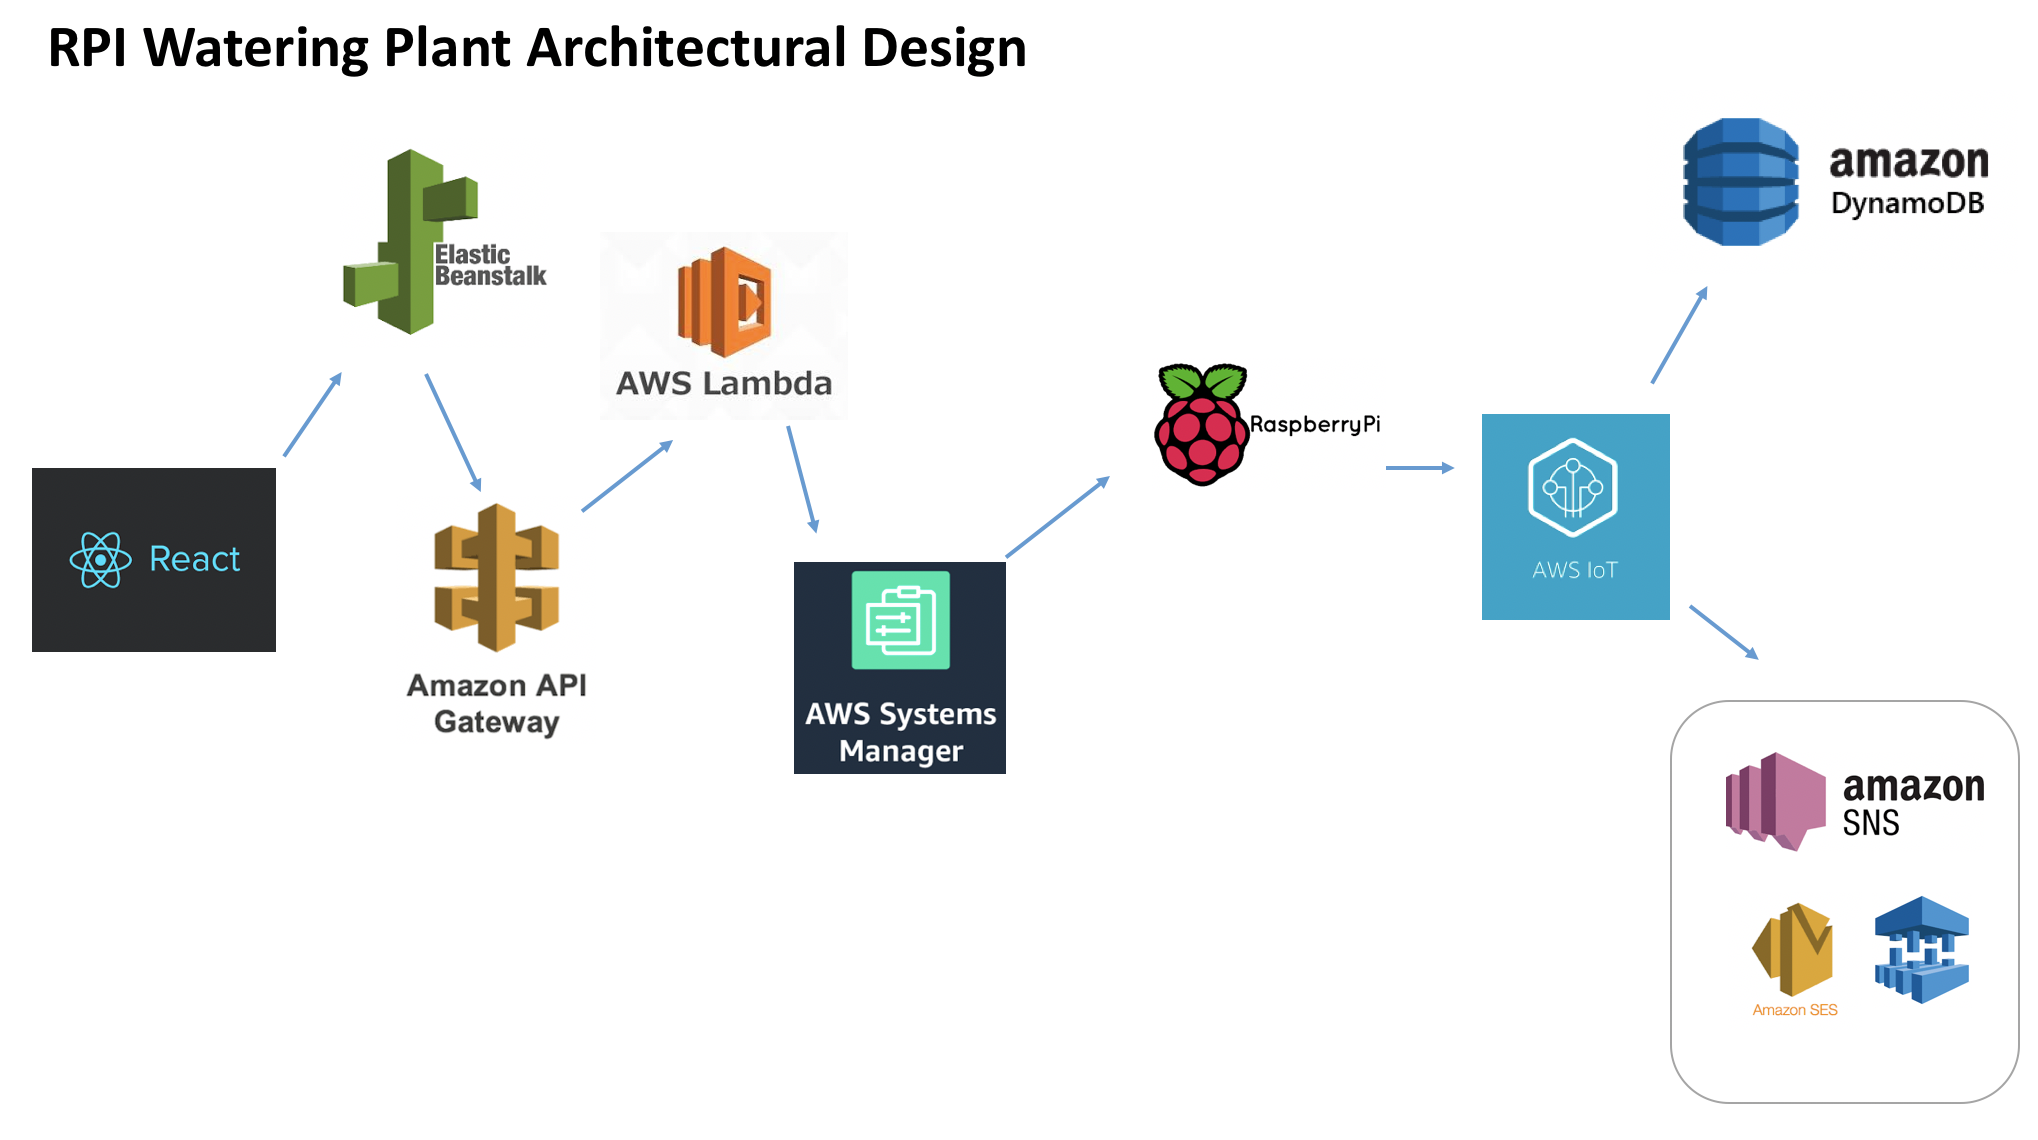 RPI Watering Plant Architectural Design
amazon
DynamoDB
Elastic
Beanstalk
AWS Lambda
RaspberryPi
React
AWS IoT
Amazon API
Gateway
AWS Systems
Manager
amazon
SNS
Amazon SES